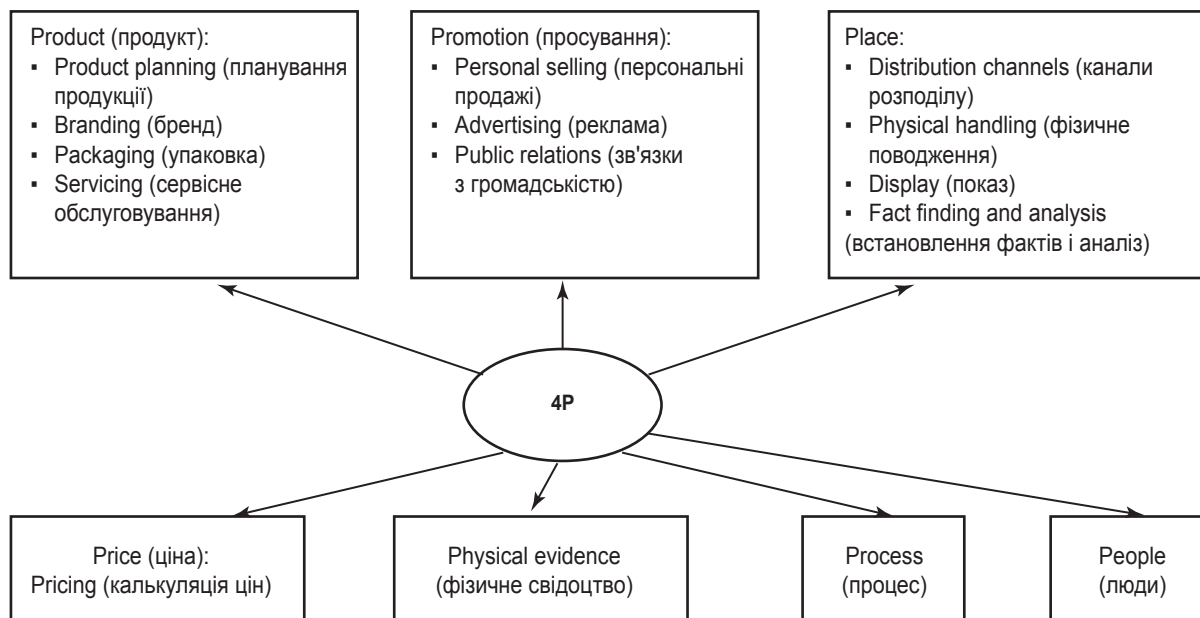 Product (продукт):
▪ Product planning (планування
продукції)
▪ Branding (бренд)
▪ Packaging (упаковка)
▪ Servicing (сервісне
обслуговування)
Promotion (просування):
▪ Personal selling (персональні
продажі)
▪ Advertising (реклама)
▪ Public relations (зв'язки
з громадськістю)
Place:
▪ Distribution channels (канали
розподілу)
▪ Physical handling (фізичне
поводження)
▪ Display (показ)
▪ Fact finding and analysis
(встановлення фактів і аналіз)
4P
Price (ціна):
Pricing (калькуляція цін)
Physical evidence
(фізичне свідоцтво)
Process
(процес)
People
(люди)